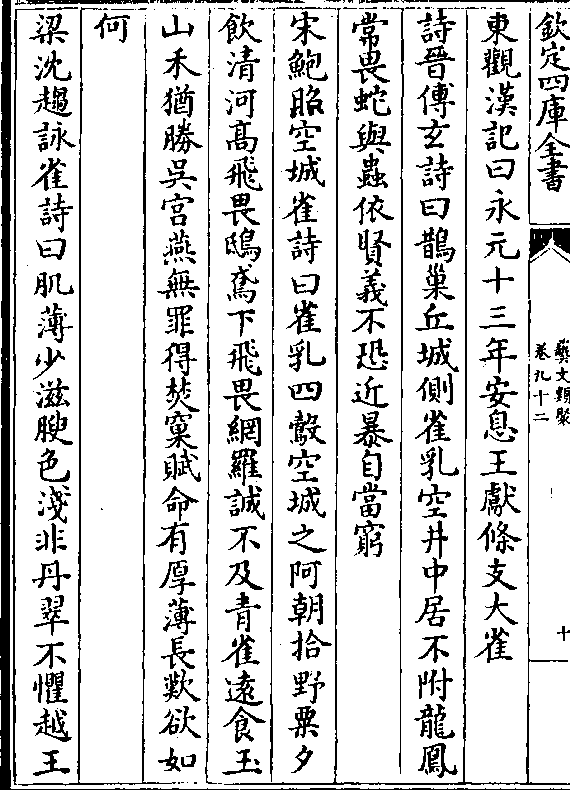 欽定四庫全書
藝文類聚
卷九十二
十
東觀漢記曰永元十三年安息王獻條支大雀
詩晉傅玄詩曰鵲巢丘城側雀乳空井中居不附龍鳳
常畏蛇與蟲依賢義不恐近暴自當窮
宋鮑昭空城雀詩曰雀乳四鷇空城之阿朝拾野粟夕
飲清河高飛畏鴟鳶下飛畏網羅誠不及青雀遠食玉
山禾猶勝吳宮燕無罪得焚窠賦命有厚薄長歎欲如
何
梁沈趨詠雀詩曰肌薄少滋腴色淺非丹翠不懼越王